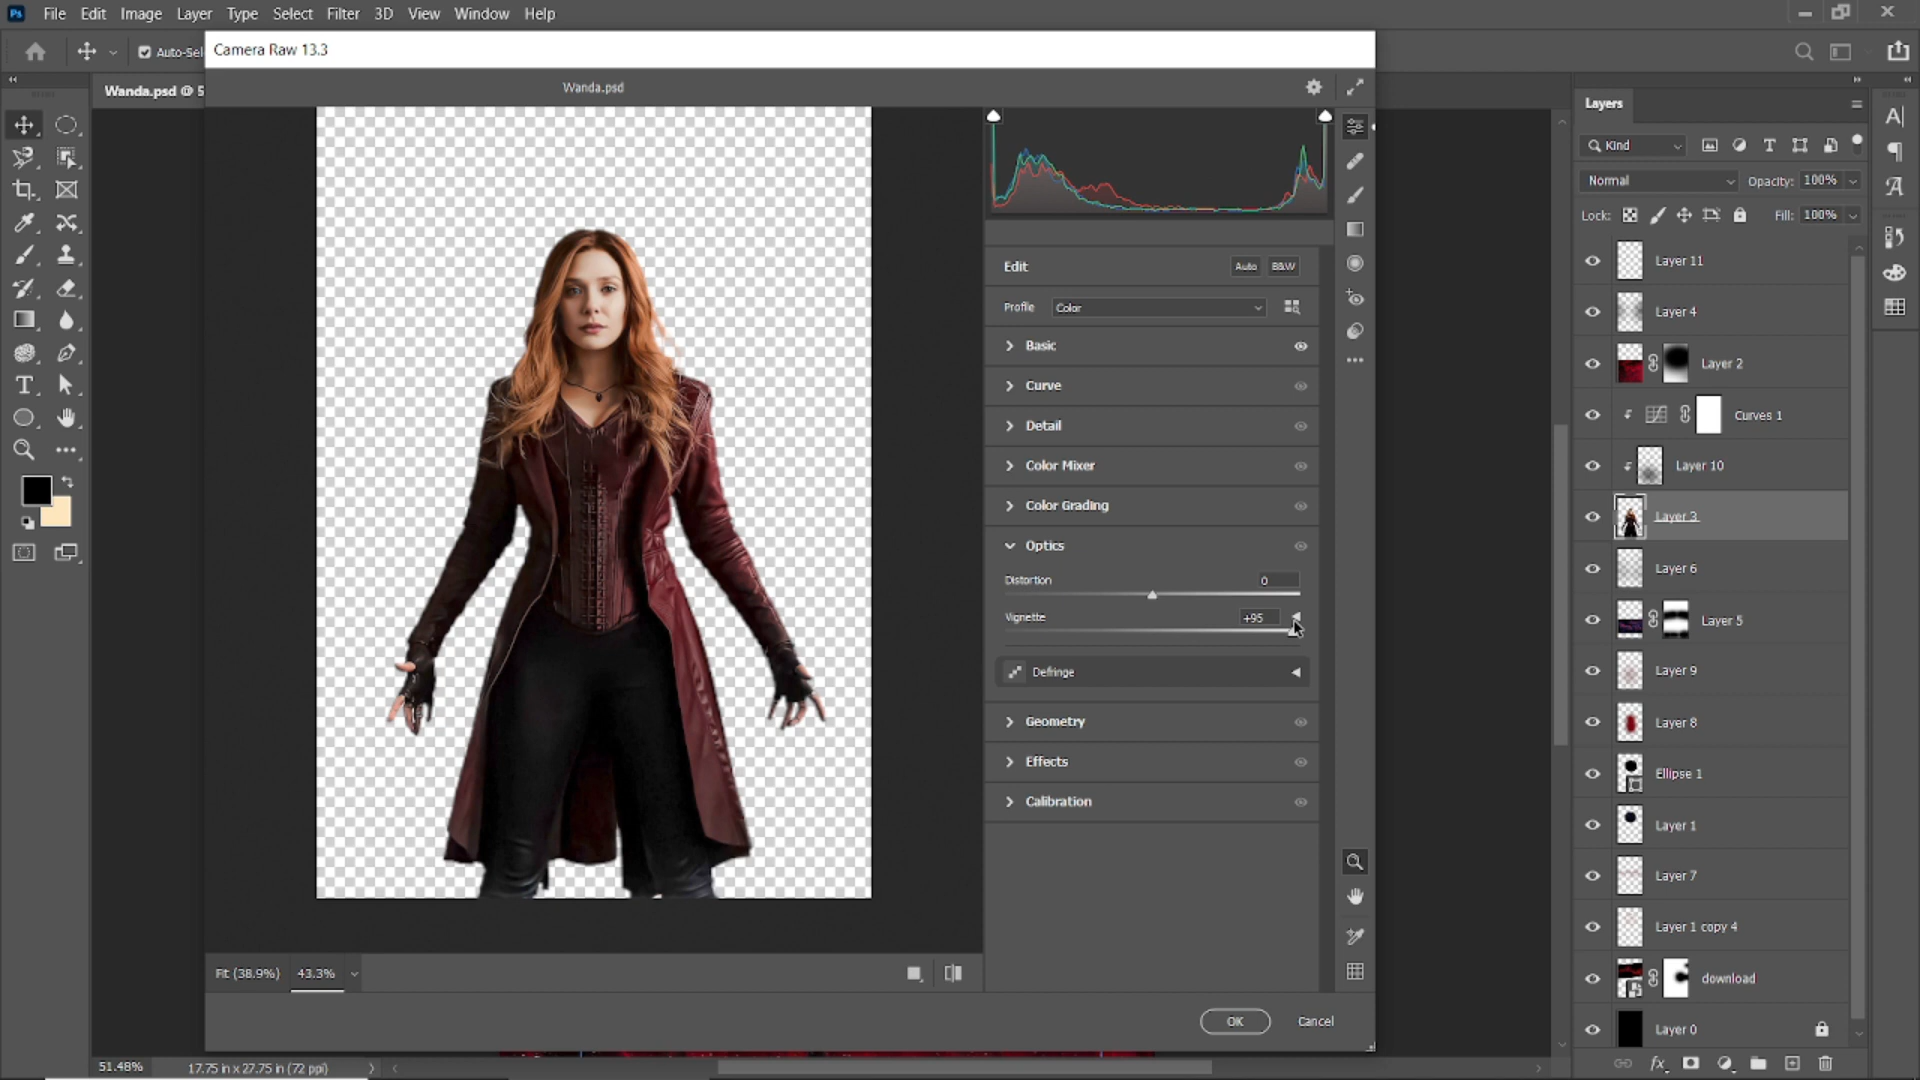 Ps File Edit Image Layer Type Select Filter 3D View Window Help
Auto-Sel
Camera Raw 13.3
Wanda.psd @ 5
Wanda.psd
Edit Auto B&W
Profile Color
Basic
Curve
Detail
Color Mixer
Color Grading
Optics
Distortion 0
Vignette +95
Defringe
Geometry
Effects
Calibration
Fit (38.9%) 43.3%
OK Cancel
51.48% 17.75 in x 27.75 in (72 ppi)
Layers
Kind
Normal Opacity: 100%
Lock: Fill: 100%
Layer 11
Layer 4
Layer 2
Curves 1
Layer 10
Layer 3
Layer 6
Layer 5
Layer 9
Layer 8
Ellipse 1
Layer 1
Layer 7
Layer 1 copy 4
download
Layer 0
fx